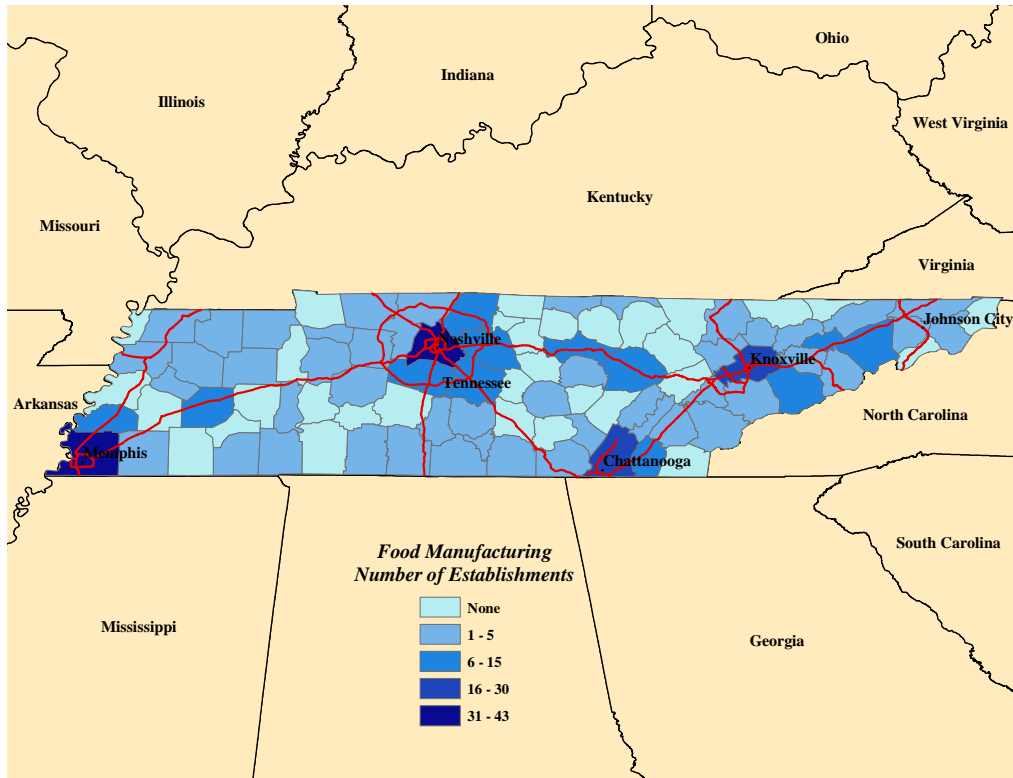 Ohio
Indiana
Illinois
West Virginia
Kentucky
Missouri
Virginia
Johnson City
Nashville
Knoxville
Tennessee
Arkansas
North Carolina
Memphis
Chattanooga
South Carolina
Food Manufacturing
Number of Establishments
None
1 - 5
6 - 15
16 - 30
31 - 43
Mississippi
Georgia